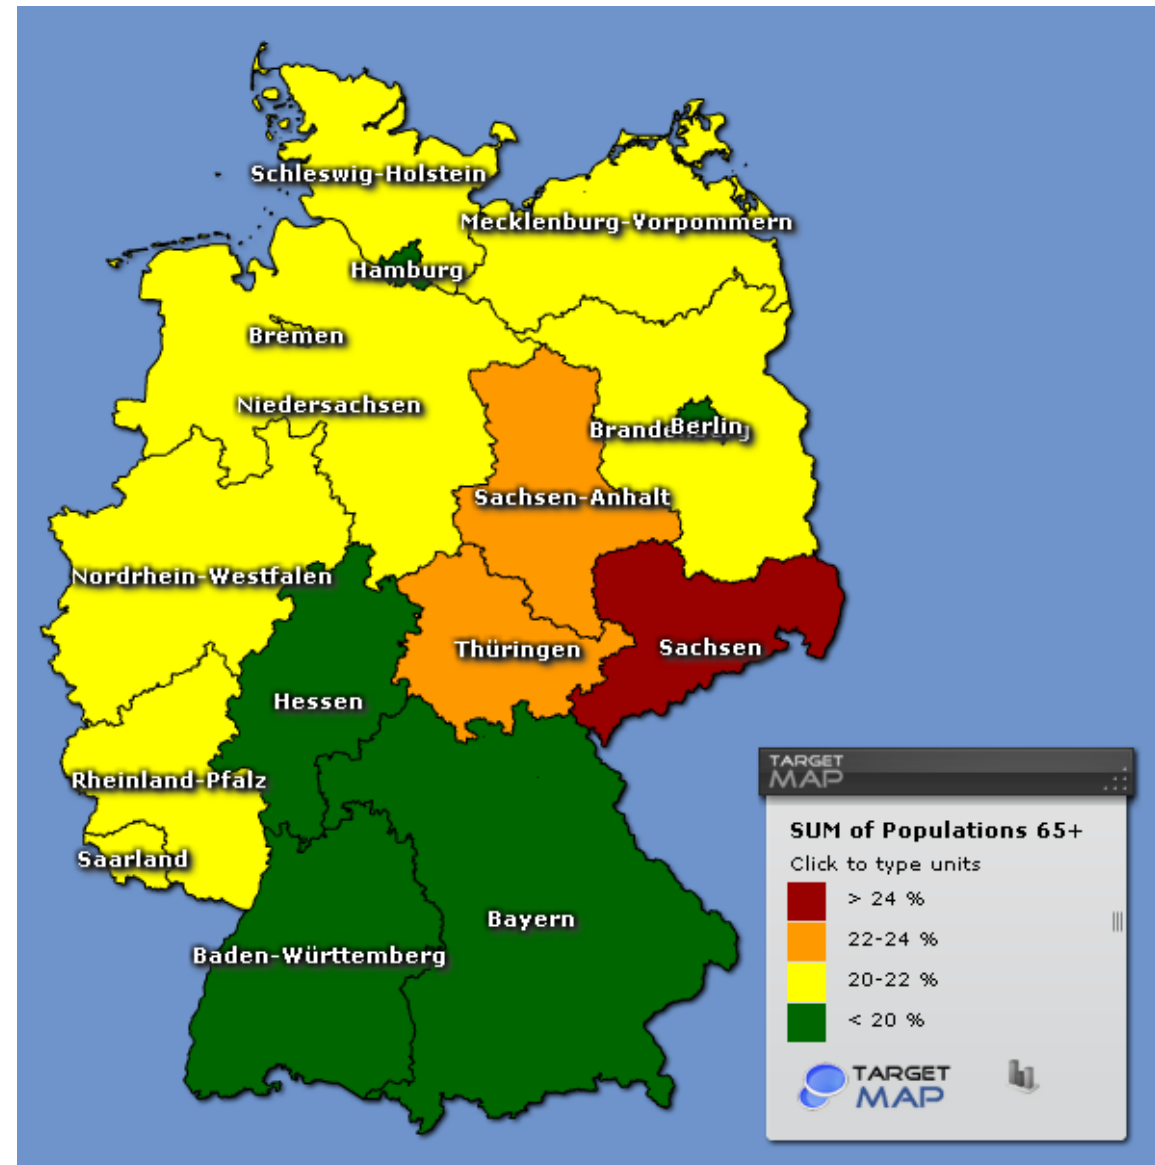 Schleswig-Holstein
Mecklenburg-Vorpommern
Hamburg
Bremen
Niedersachsen
Brandenburg
Berlin
Sachsen-Anhalt
Nordrhein-Westfalen
Thüringen
Sachsen
Hessen
Rheinland-Pfalz
Saarland
Bayern
Baden-Württemberg
TARGET
MAP
SUM of Populations 65+
Click to type units
> 24 %
22-24 %
20-22 %
< 20 %
TARGET
MAP